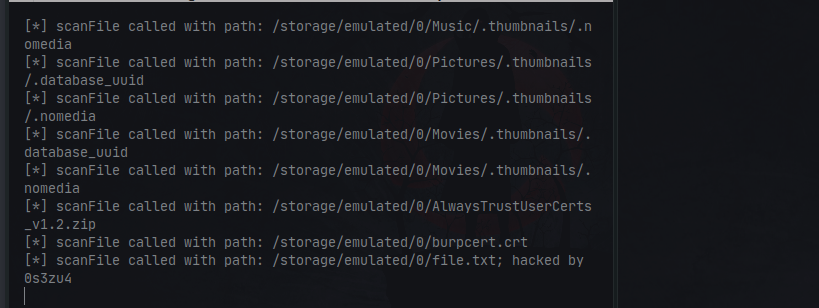 [*] scanFile called with path: /storage/emulated/0/Music/.thumbnails/.n
omedia
[*] scanFile called with path: /storage/emulated/0/Pictures/.thumbnails
/.database_uuid
[*] scanFile called with path: /storage/emulated/0/Pictures/.thumbnails
/.nomedia
[*] scanFile called with path: /storage/emulated/0/Movies/.thumbnails/.
database_uuid
[*] scanFile called with path: /storage/emulated/0/Movies/.thumbnails/.
nomedia
[*] scanFile called with path: /storage/emulated/0/AlwaysTrustUserCerts
_v1.2.zip
[*] scanFile called with path: /storage/emulated/0/burpcert.crt
[*] scanFile called with path: /storage/emulated/0/file.txt; hacked by
0s3zu4